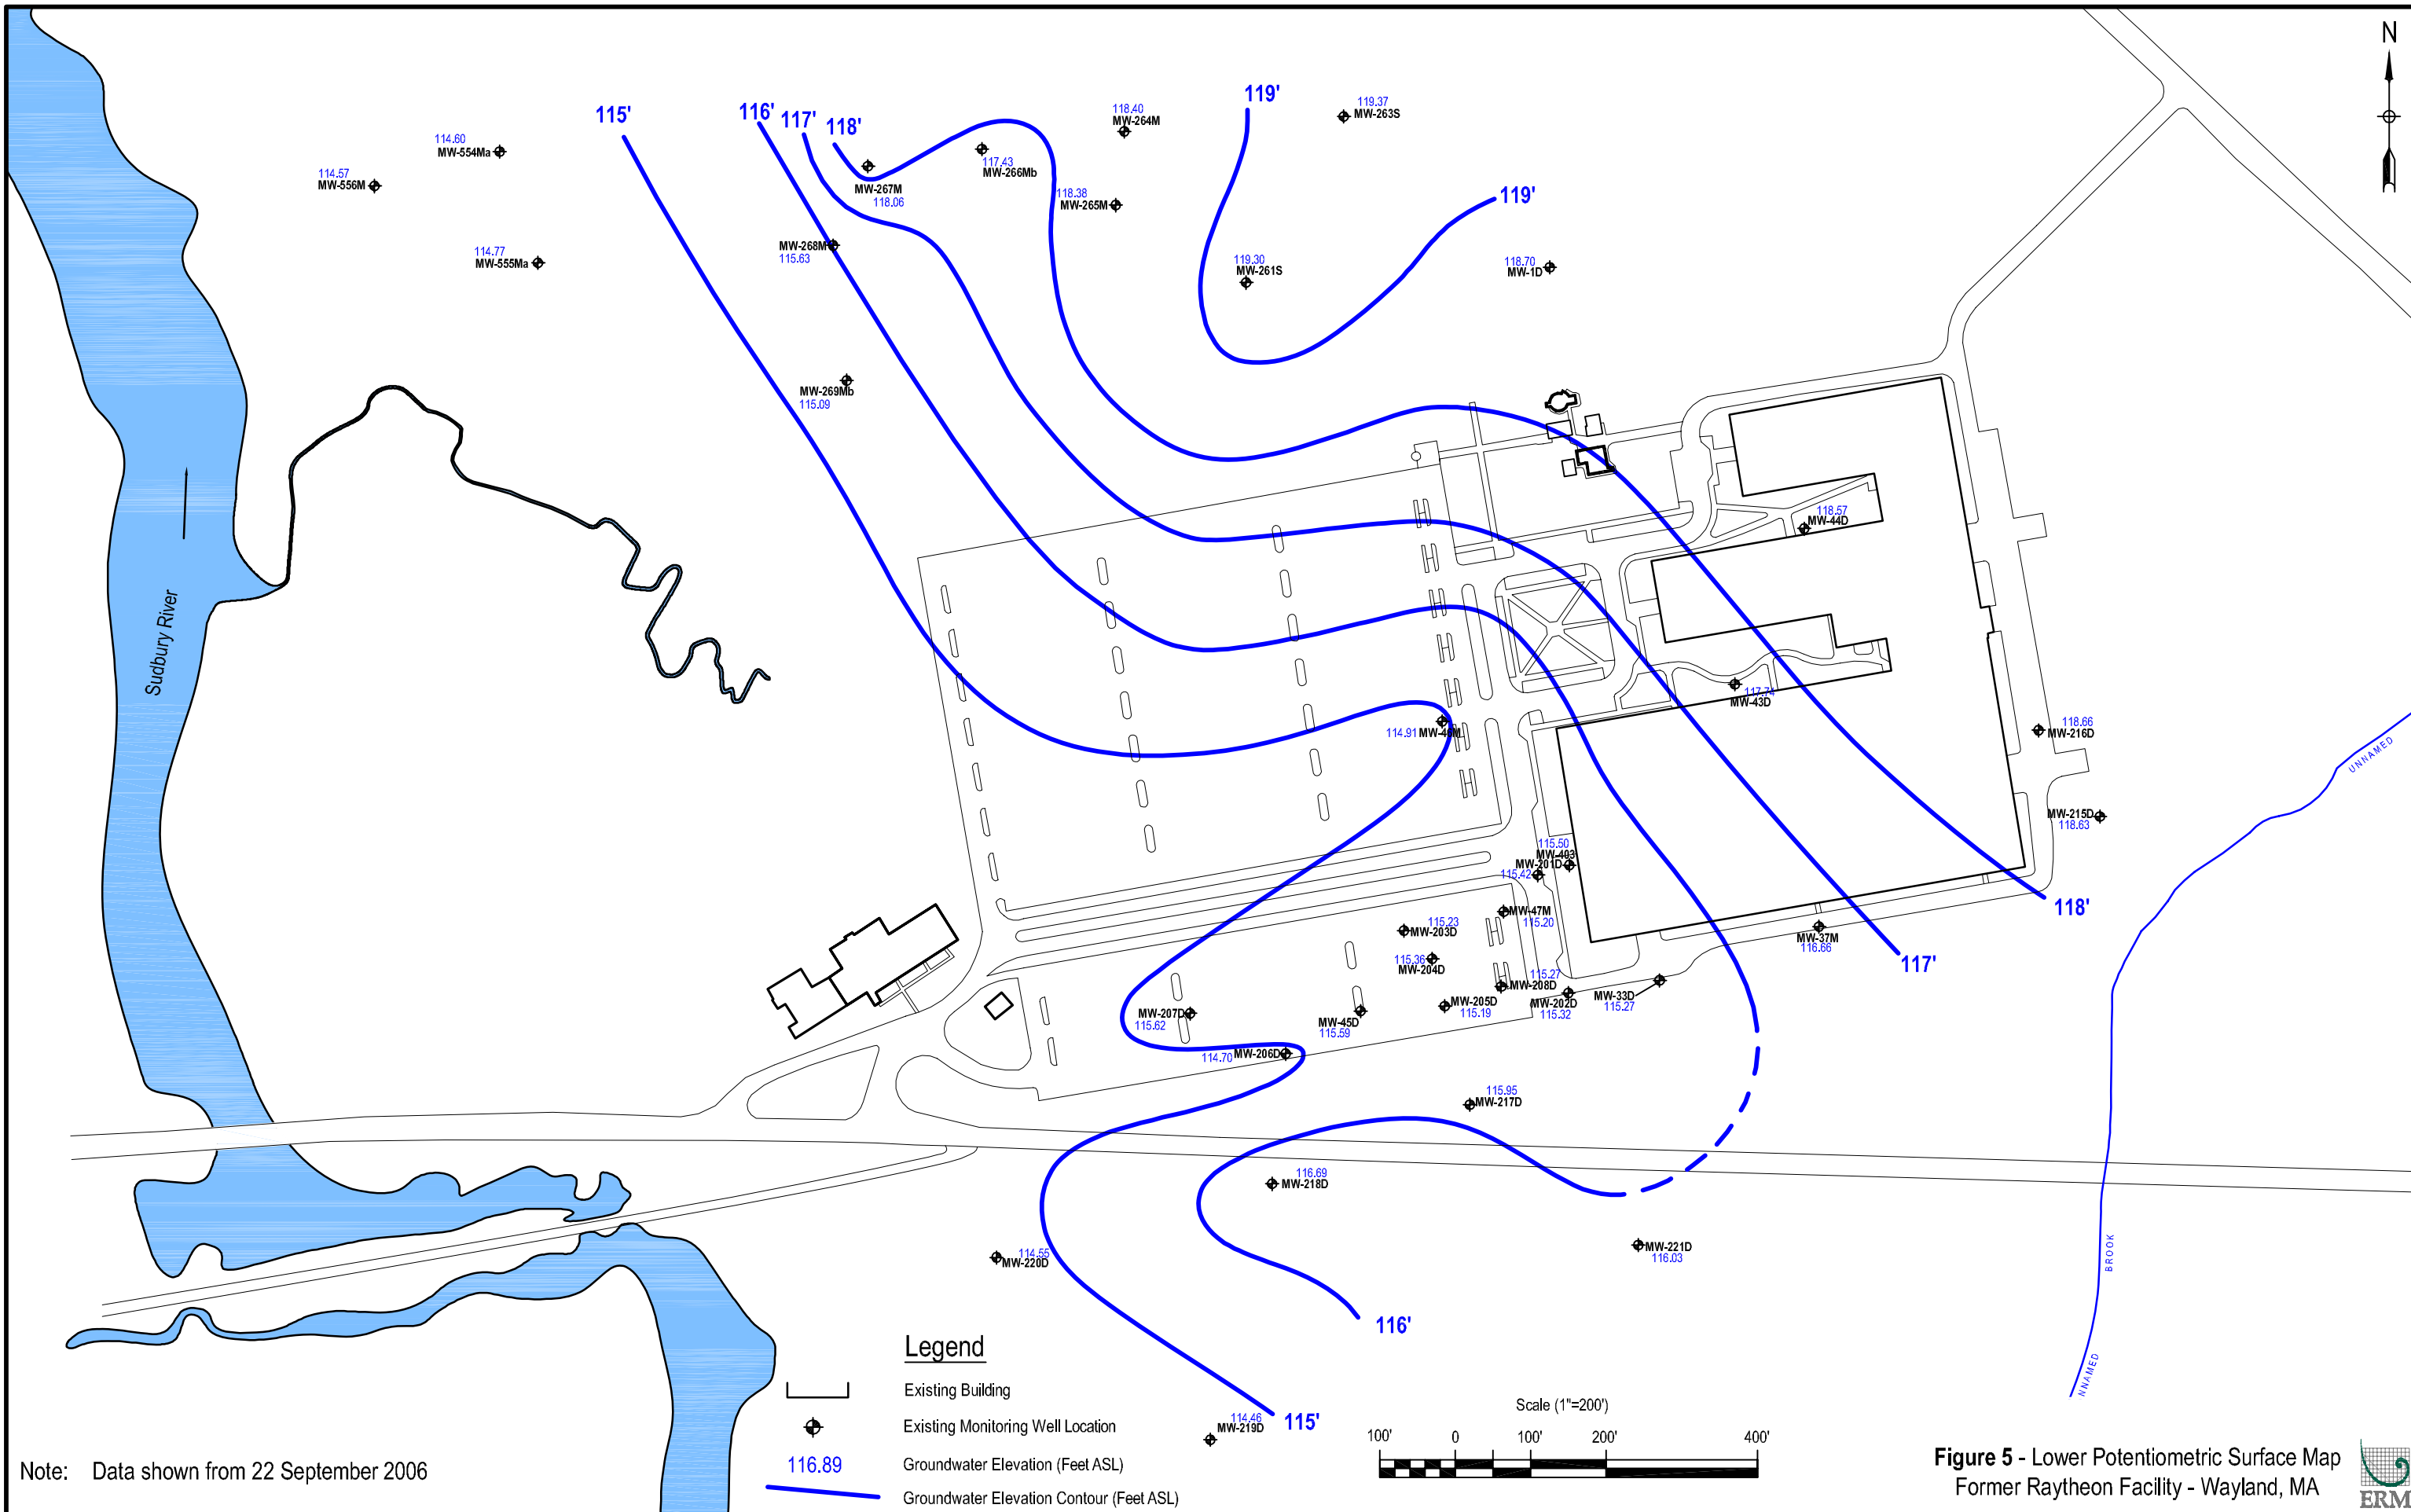 N
115'
116'
117'
118'
119'
118.40
MW-264M
119.37
MW-263S
114.60
MW-554Ma
114.57
MW-556M
117.43
MW-266Mb
MW-267M
118.06
118.38
MW-265M
119'
MW-268M
115.63
114.77
MW-555Ma
119.30
MW-261S
118.70
MW-1D
MW-269Mb
115.09
118.57
MW-44D
Sudbury River
117.74
MW-43D
114.91 MW-46M
118.66
MW-216D
UNNAMED
MW-215D
118.63
115.50
MW-403
MW-201D
115.42
MW-47M
115.20
115.23
MW-203D
118'
MW-37M
116.66
117'
115.36
MW-204D
115.27
MW-208D
MW-202D
115.32
MW-33D
115.27
MW-205D
115.19
MW-207D
115.62
MW-45D
115.59
114.70 MW-206D
115.95
MW-217D
116.69
MW-218D
114.55
MW-220D
MW-221D
116.03
BROOK
116'
NNAMED
114.46
MW-219D
115'
Legend
Existing Building
Existing Monitoring Well Location
116.89 Groundwater Elevation (Feet ASL)
Groundwater Elevation Contour (Feet ASL)
Scale (1"=200')
100' 0 100' 200' 400'
Note: Data shown from 22 September 2006
Figure 5 - Lower Potentiometric Surface Map
Former Raytheon Facility - Wayland, MA
ERM